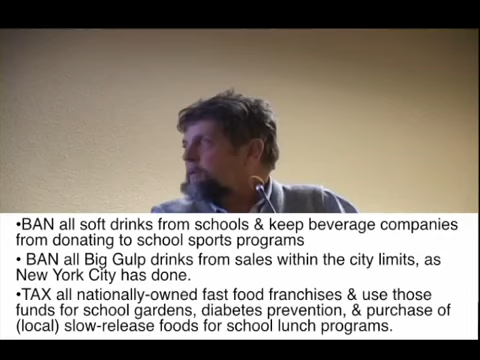 •BAN all soft drinks from schools & keep beverage companies
from donating to school sports programs
• BAN all Big Gulp drinks from sales within the city limits, as
New York City has done.
•TAX all nationally-owned fast food franchises & use those
funds for school gardens, diabetes prevention, & purchase of
(local) slow-release foods for school lunch programs.